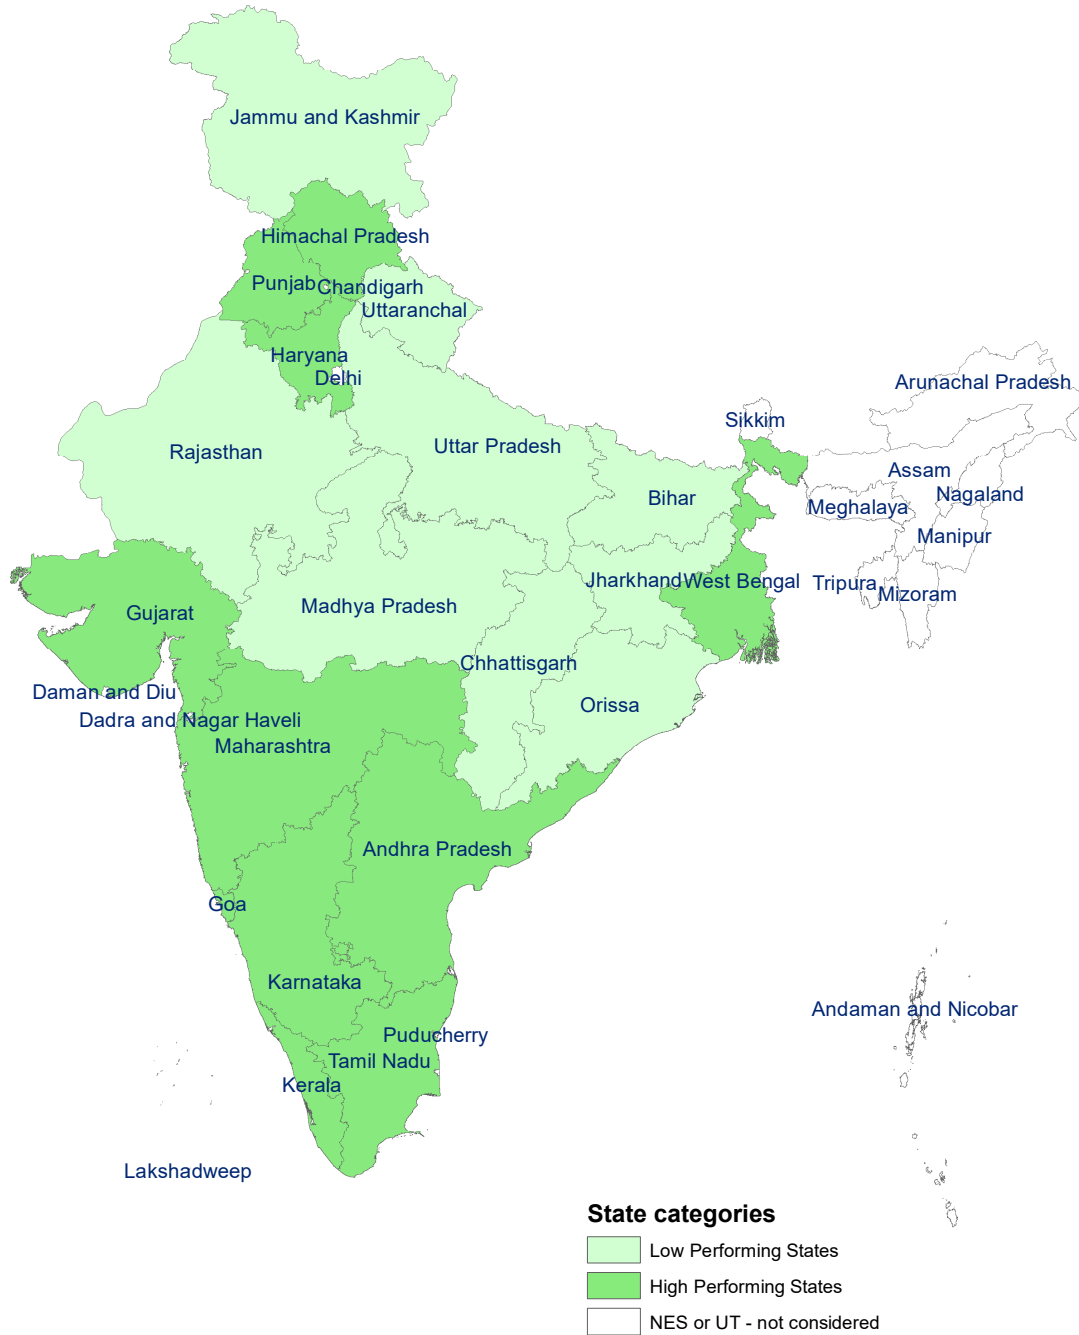 Jammu and Kashmir
Himachal Pradesh
Punjab
Chandigarh
Uttaranchal
Haryana
Delhi
Arunachal Pradesh
Sikkim
Rajasthan
Uttar Pradesh
Assam
Bihar
Nagaland
Meghalaya
Manipur
Jharkhand
West Bengal
Tripura
Mizoram
Madhya Pradesh
Gujarat
Chhattisgarh
Daman and Diu
Orissa
Dadra and Nagar Haveli
Maharashtra
Andhra Pradesh
Goa
Karnataka
Andaman and Nicobar
Puducherry
Tamil Nadu
Kerala
Lakshadweep
State categories
Low Performing States
High Performing States
NES or UT - not considered